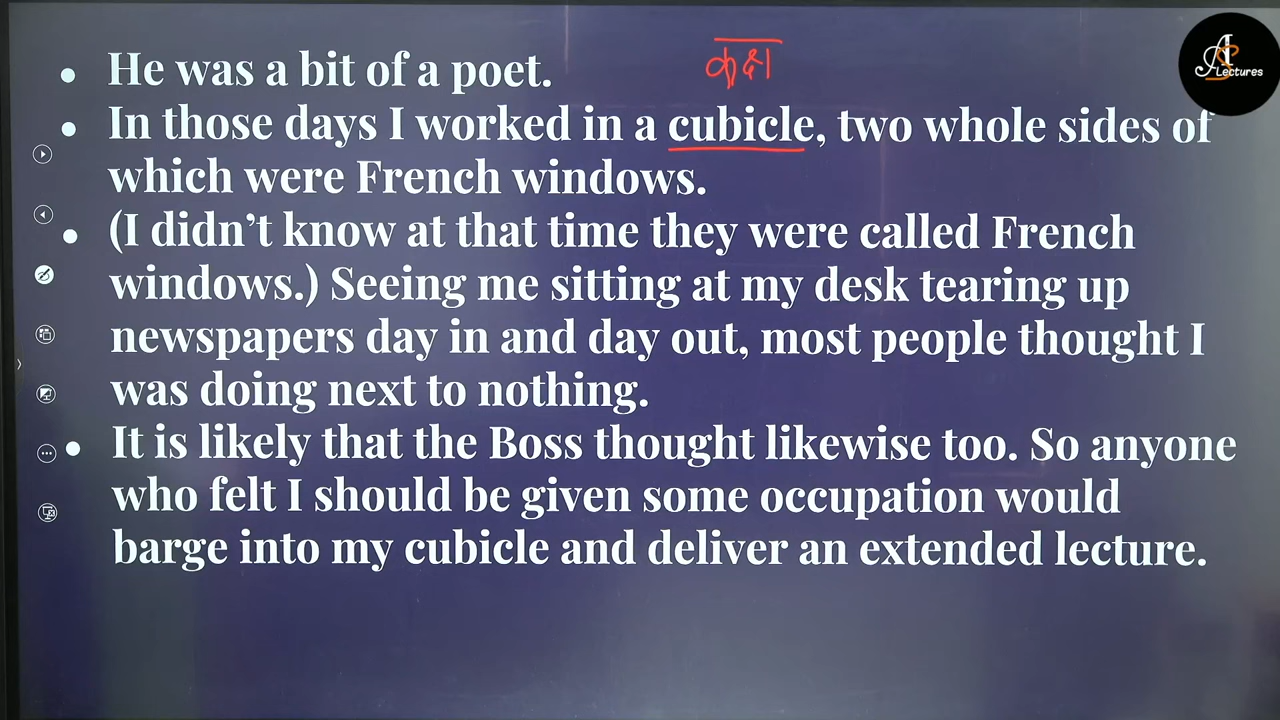 कक्ष
He was a bit of a poet.
In those days I worked in a cubicle, two whole sides of
which were French windows.
(I didn’t know at that time they were called French
windows.) Seeing me sitting at my desk tearing up
newspapers day in and day out, most people thought I
was doing next to nothing.
It is likely that the Boss thought likewise too. So anyone
who felt I should be given some occupation would
barge into my cubicle and deliver an extended lecture.
AS Lectures